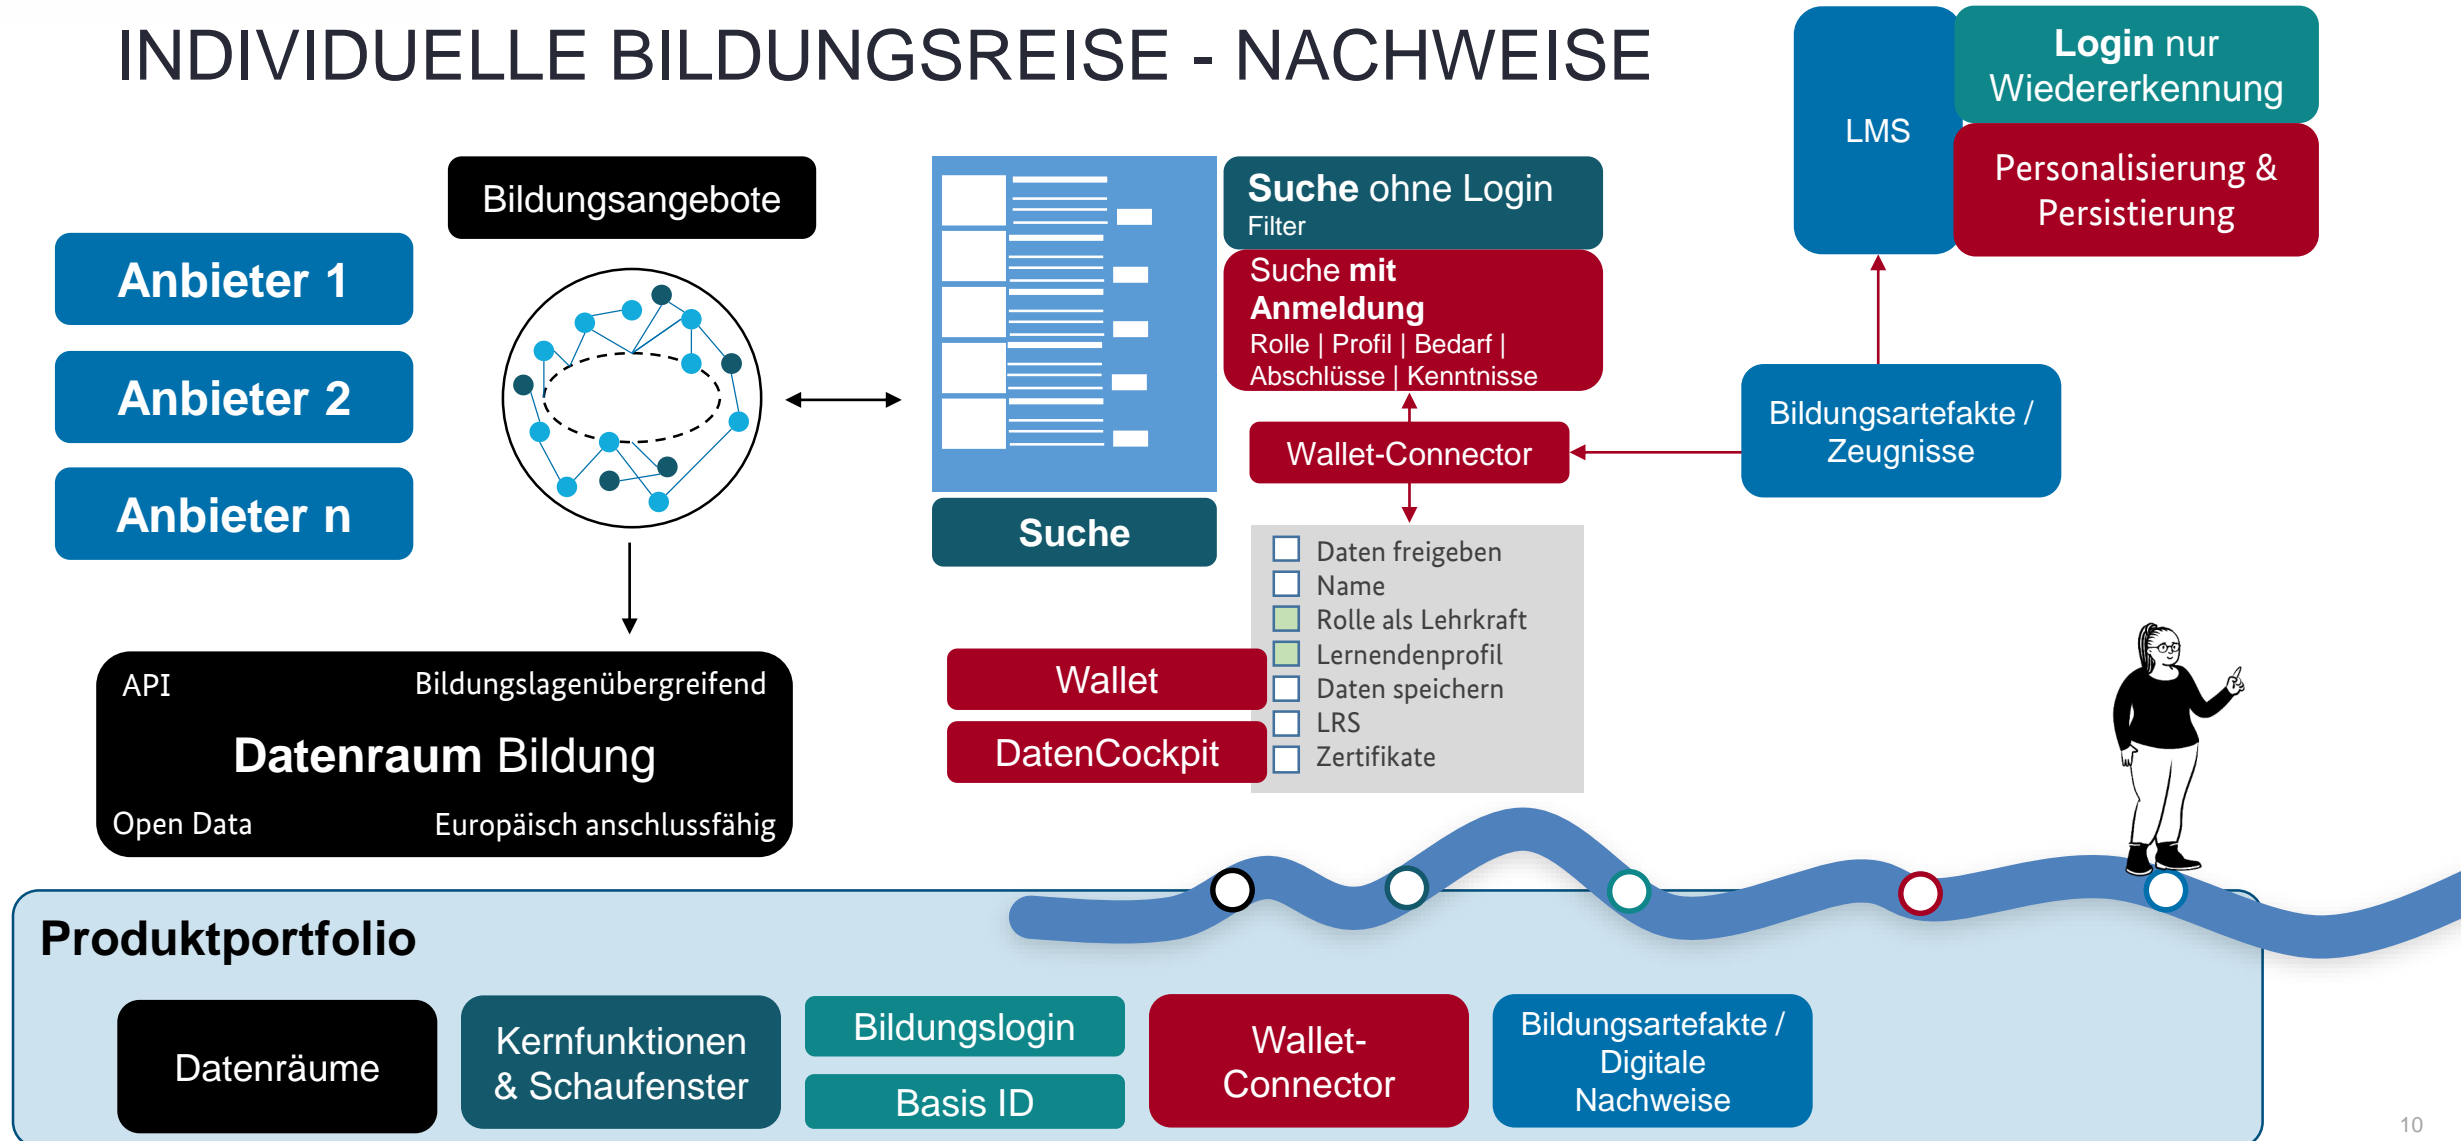 INDIVIDUELLE BILDUNGSREISE - NACHWEISE
LMS
Login nur
Wiedererkennung
Personalisierung &
Persistierung
Bildungsangebote
Anbieter 1
Anbieter 2
Anbieter n
Suche ohne Login
Filter
Suche mit
Anmeldung
Rolle | Profil | Bedarf |
Abschlüsse | Kenntnisse
Wallet-Connector
Bildungsartefakte /
Zeugnisse
Suche
Daten freigeben
Name
Rolle als Lehrkraft
Lernendenprofil
Daten speichern
LRS
Zertifikate
Wallet
DatenCockpit
API
Bildungslagenübergreifend
Datenraum Bildung
Open Data
Europäisch anschlussfähig
Produktportfolio
Datenräume
Kernfunktionen
& Schaufenster
Bildungslogin
Basis ID
Wallet-
Connector
Bildungsartefakte /
Digitale
Nachweise
10